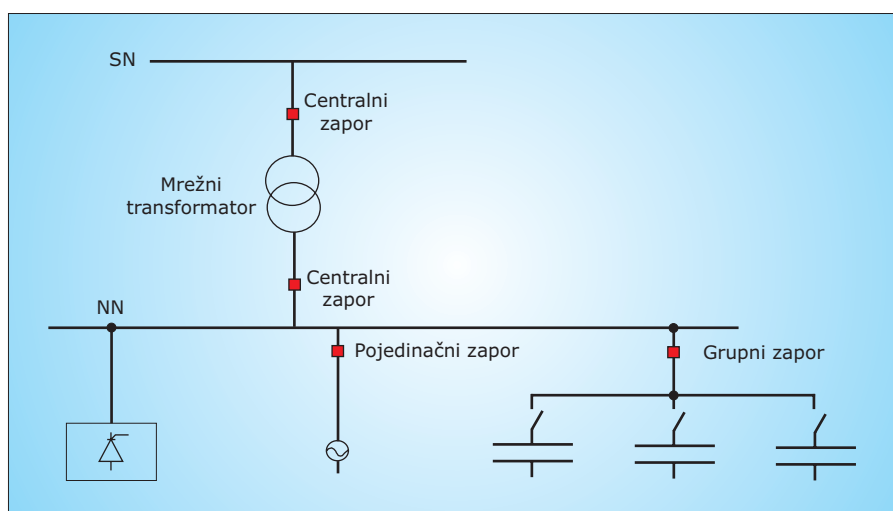 SN
Centralni
zapor
Mrežni
transformator
Centralni
zapor
NN
Pojedinačni zapor
Grupni zapor